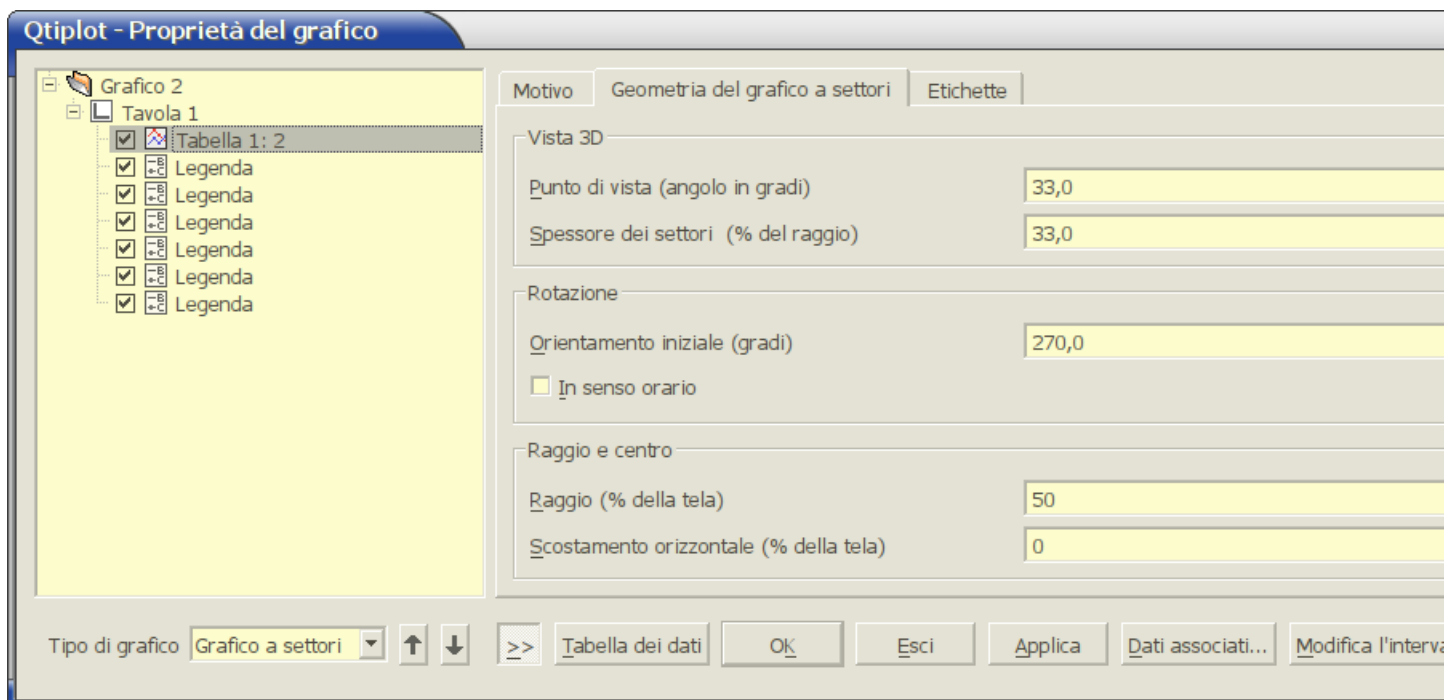 Qtiplot - Proprietà del grafico
Grafico 2
Tavola 1
Tabella 1: 2
Legenda
Legenda
Legenda
Legenda
Legenda
Legenda
Motivo Geometria del grafico a settori Etichette
Vista 3D
Punto di vista (angolo in gradi) 33,0
Spessore dei settori (% del raggio) 33,0
Rotazione
Orientamento iniziale (gradi) 270,0
In senso orario
Raggio e centro
Raggio (% della tela) 50
Scostamento orizzontale (% della tela) 0
Tipo di grafico Grafico a settori >> Tabella dei dati OK Esci Applica Dati associati... Modifica l'interva